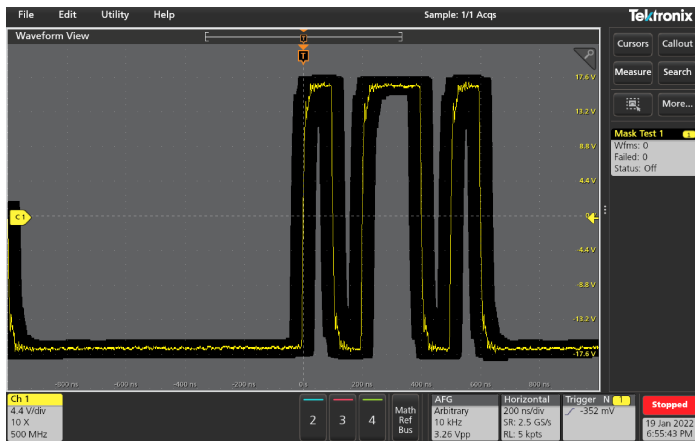 File Edit Utility Help Sample: 1/1 Acqs Tektronix
Waveform View
T
T
Cursors Callout
Measure Search
More...
Mask Test 1 1
Wfms: 0
Failed: 0
Status: Off
17.6 V
13.2 V
8.8 V
4.4 V
C 1
-4.4 V
-8.8 V
-13.2 V
-17.6 V
-800 ns -600 ns -400 ns -200 ns 0 s 200 ns 400 ns 600 ns 800 ns
Ch 1
4.4 V/div
10 X
500 MHz
2 3 4
Math
Ref
Bus
AFG
Arbitrary
10 kHz
3.26 Vpp
Horizontal
200 ns/div
SR: 2.5 GS/s
RL: 5 kpts
Trigger N 1
-352 mV
Stopped
19 Jan 2022
6:55:43 PM